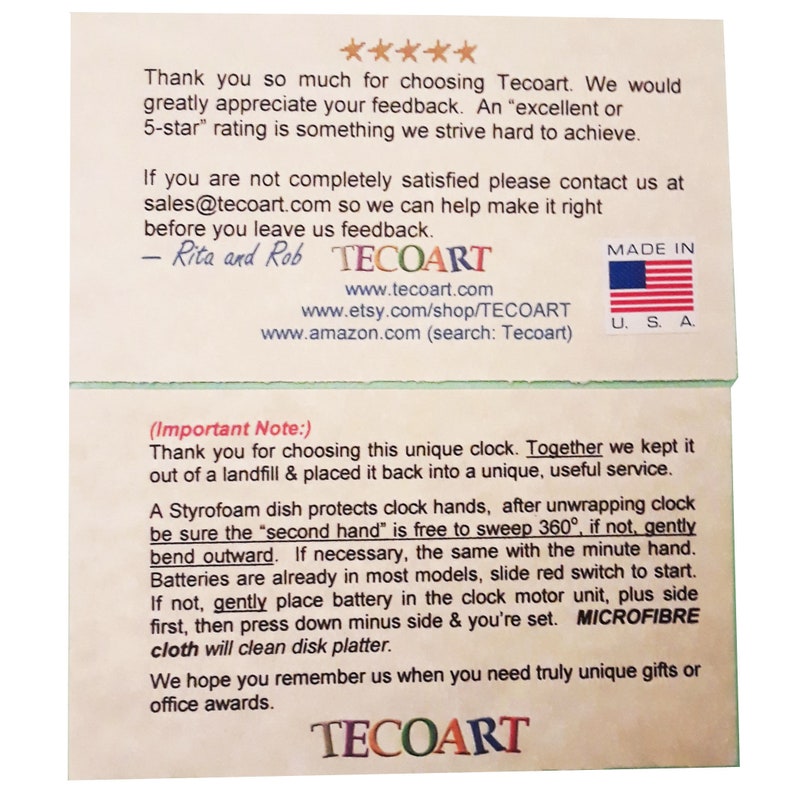 Thank you so much for choosing Tecoart. We would
greatly appreciate your feedback. An “excellent or
5-star” rating is something we strive hard to achieve.
If you are not completely satisfied please contact us at
sales@tecoart.com so we can help make it right
before you leave us feedback.
— Rita and Rob TECOART
MADE IN
U. S. A.
www.tecoart.com
www.etsy.com/shop/TECOART
www.amazon.com (search: Tecoart)
(Important Note:)
Thank you for choosing this unique clock. Together we kept it
out of a landfill & placed it back into a unique, useful service.
A Styrofoam dish protects clock hands, after unwrapping clock
be sure the “second hand” is free to sweep 360°, if not, gently
bend outward. If necessary, the same with the minute hand.
Batteries are already in most models, slide red switch to start.
If not, gently place battery in the clock motor unit, plus side
first, then press down minus side & you’re set. MICROFIBRE
cloth will clean disk platter.
We hope you remember us when you need truly unique gifts or
office awards.
TECOART